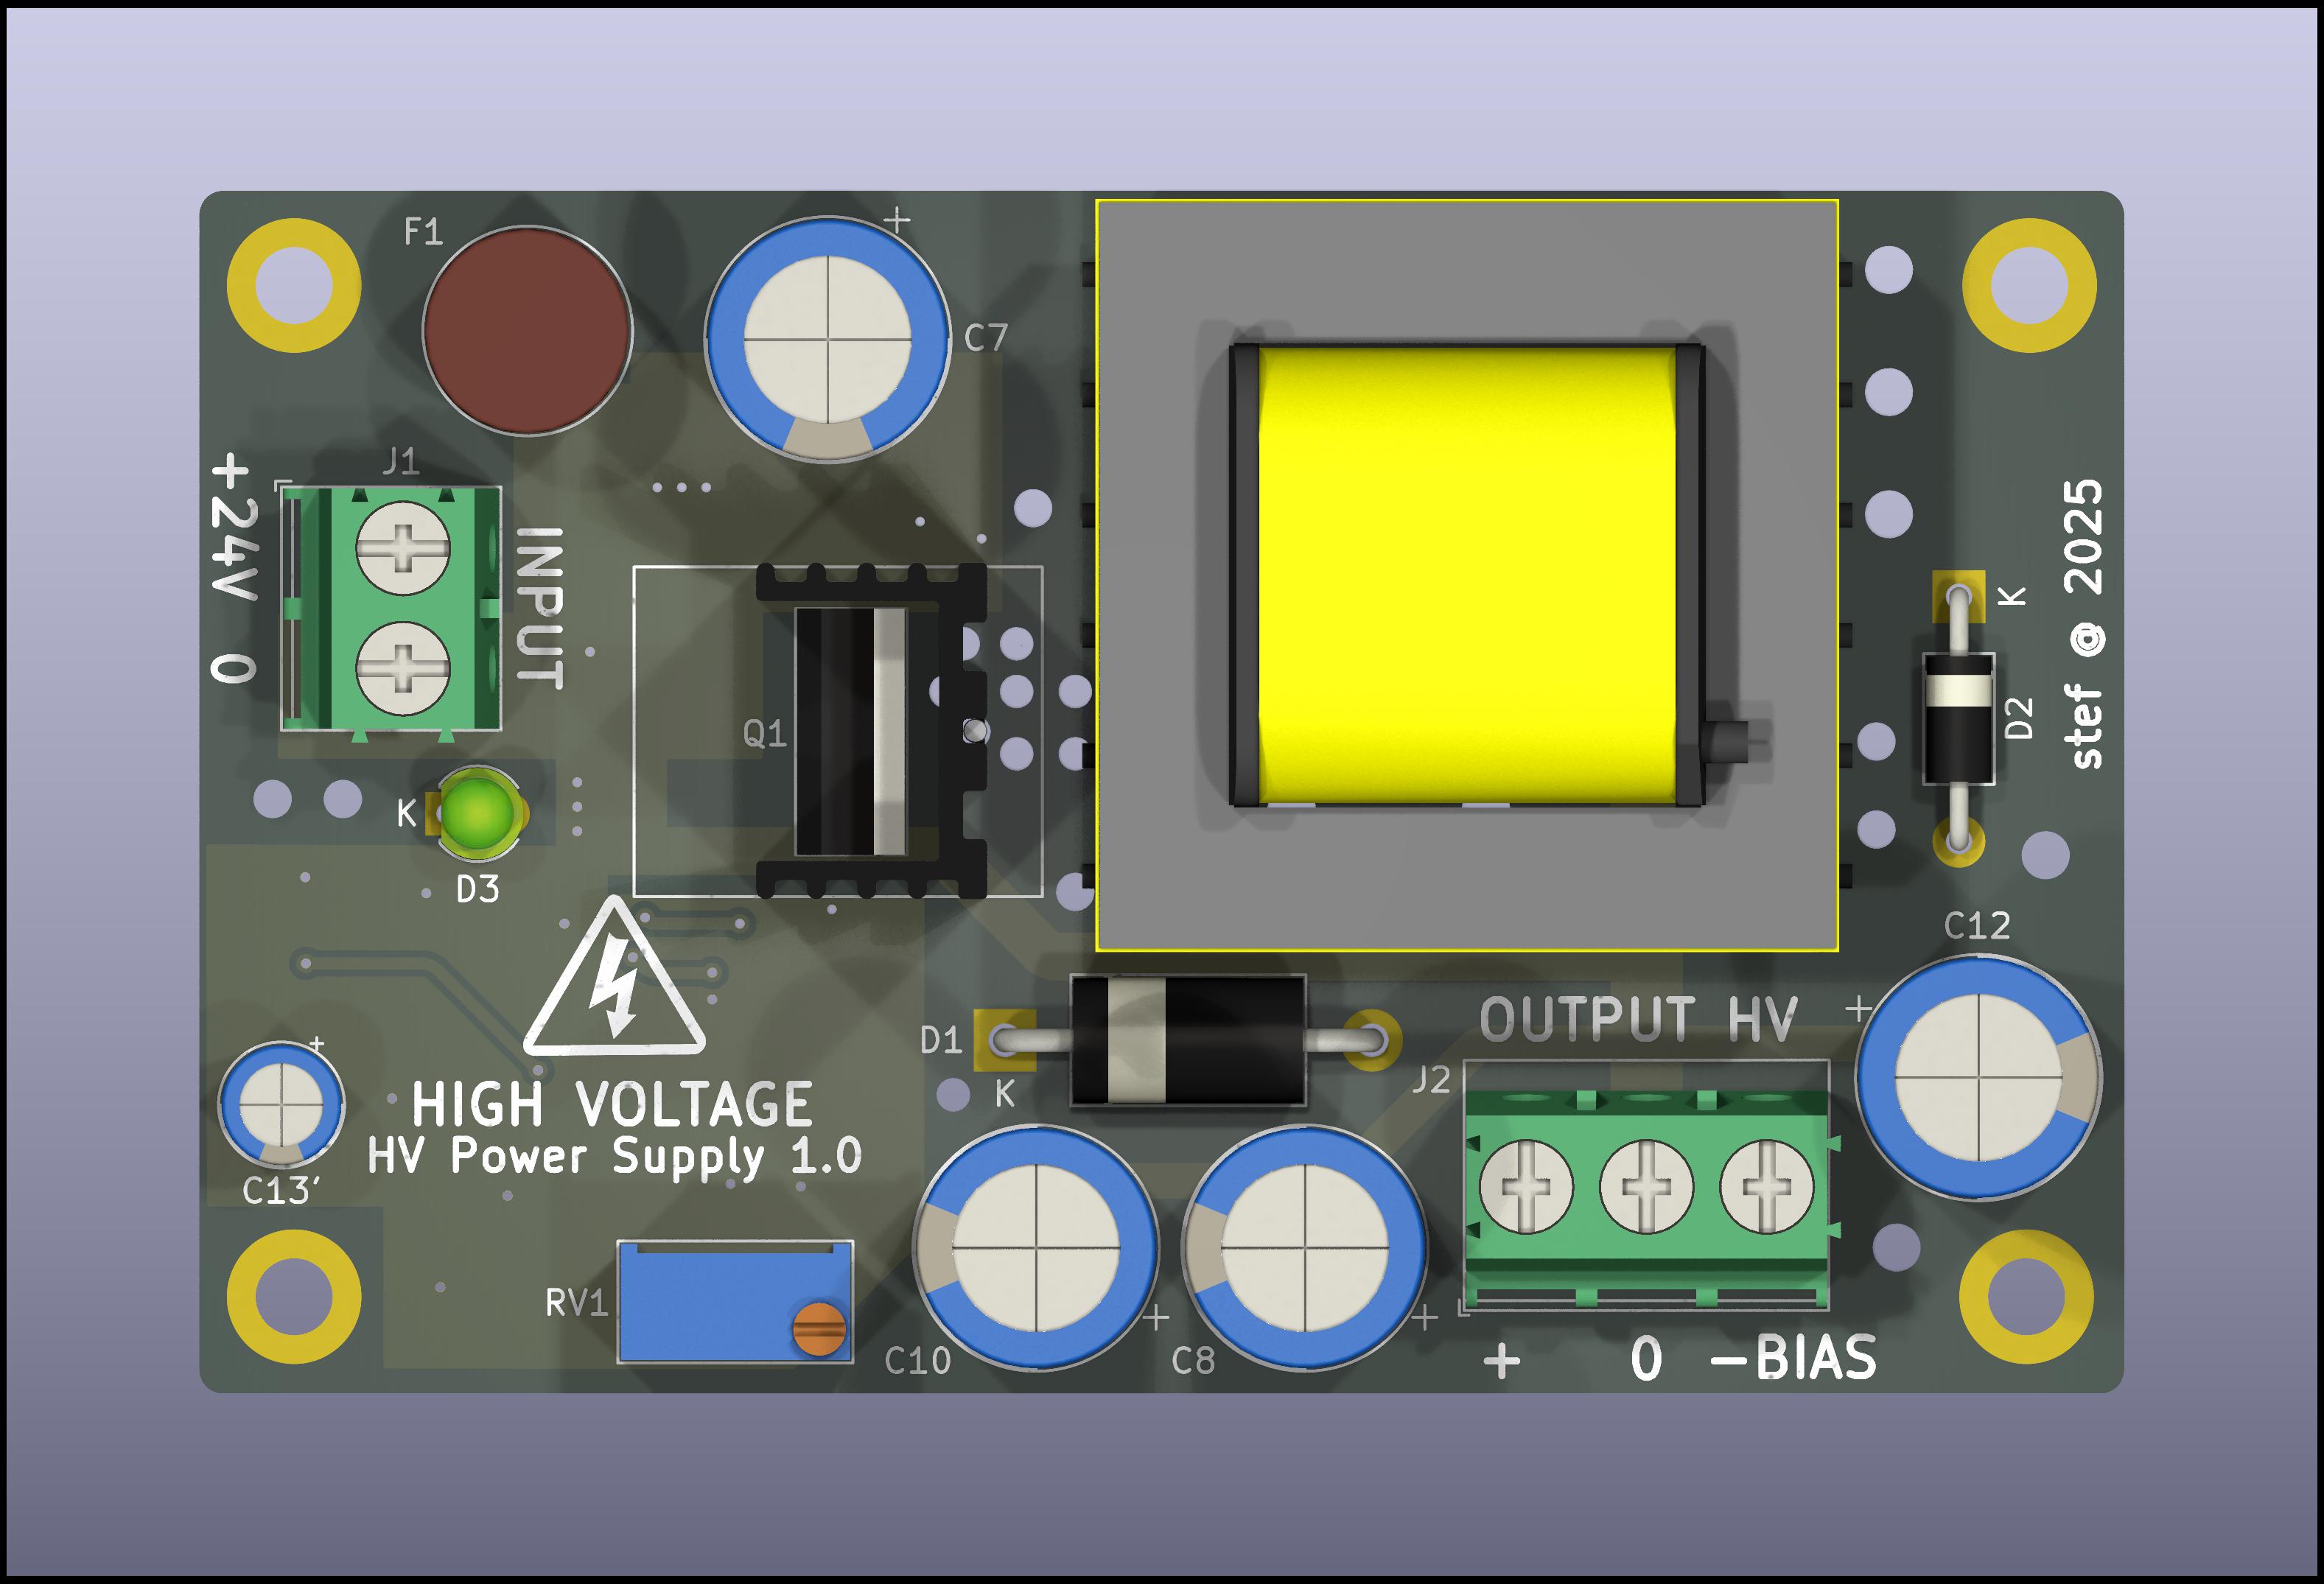 F1
+
C7
J1
+24V 0
INPUT
Q1
K
D3
K
D2
stef @ 2025
C12
+
HIGH VOLTAGE
HV Power Supply 1.0
+
C13'
D1
K
OUTPUT HV
J2
RV1
C10
+
C8
+
+ 0 -BIAS